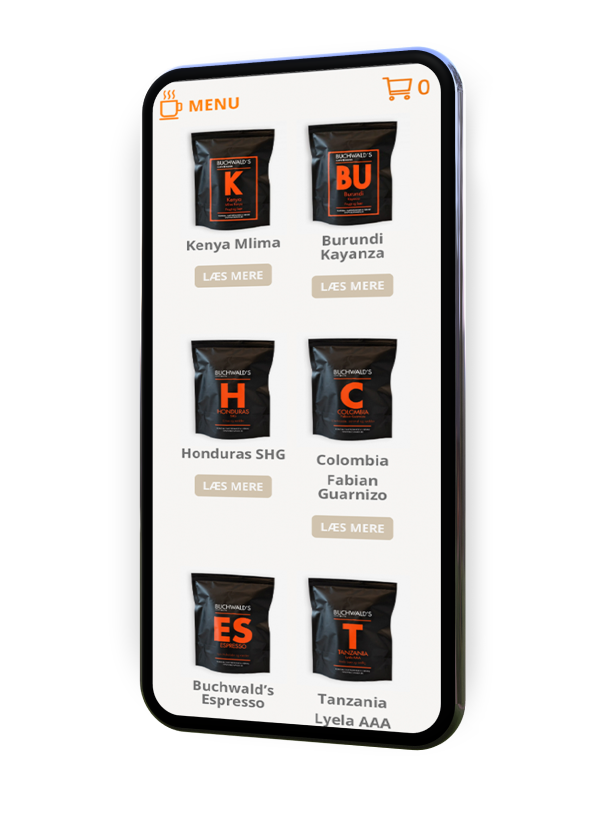 MENU
0
BUCHWALD'S
K
Kenya
BUCHWALD'S
BU
Burundi
Kenya Mlima
Burundi
Kayanza
LÆS MERE
LÆS MERE
BUCHWALD'S
H
HONDURAS
BUCHWALD'S
C
COLOMBIA
Honduras SHG
Colombia
Fabian
Guarnizo
LÆS MERE
LÆS MERE
BUCHWALD'S
ES
ESPRESSO
BUCHWALD'S
T
TANZANIA
Buchwald's
Espresso
Tanzania
Lyela AAA